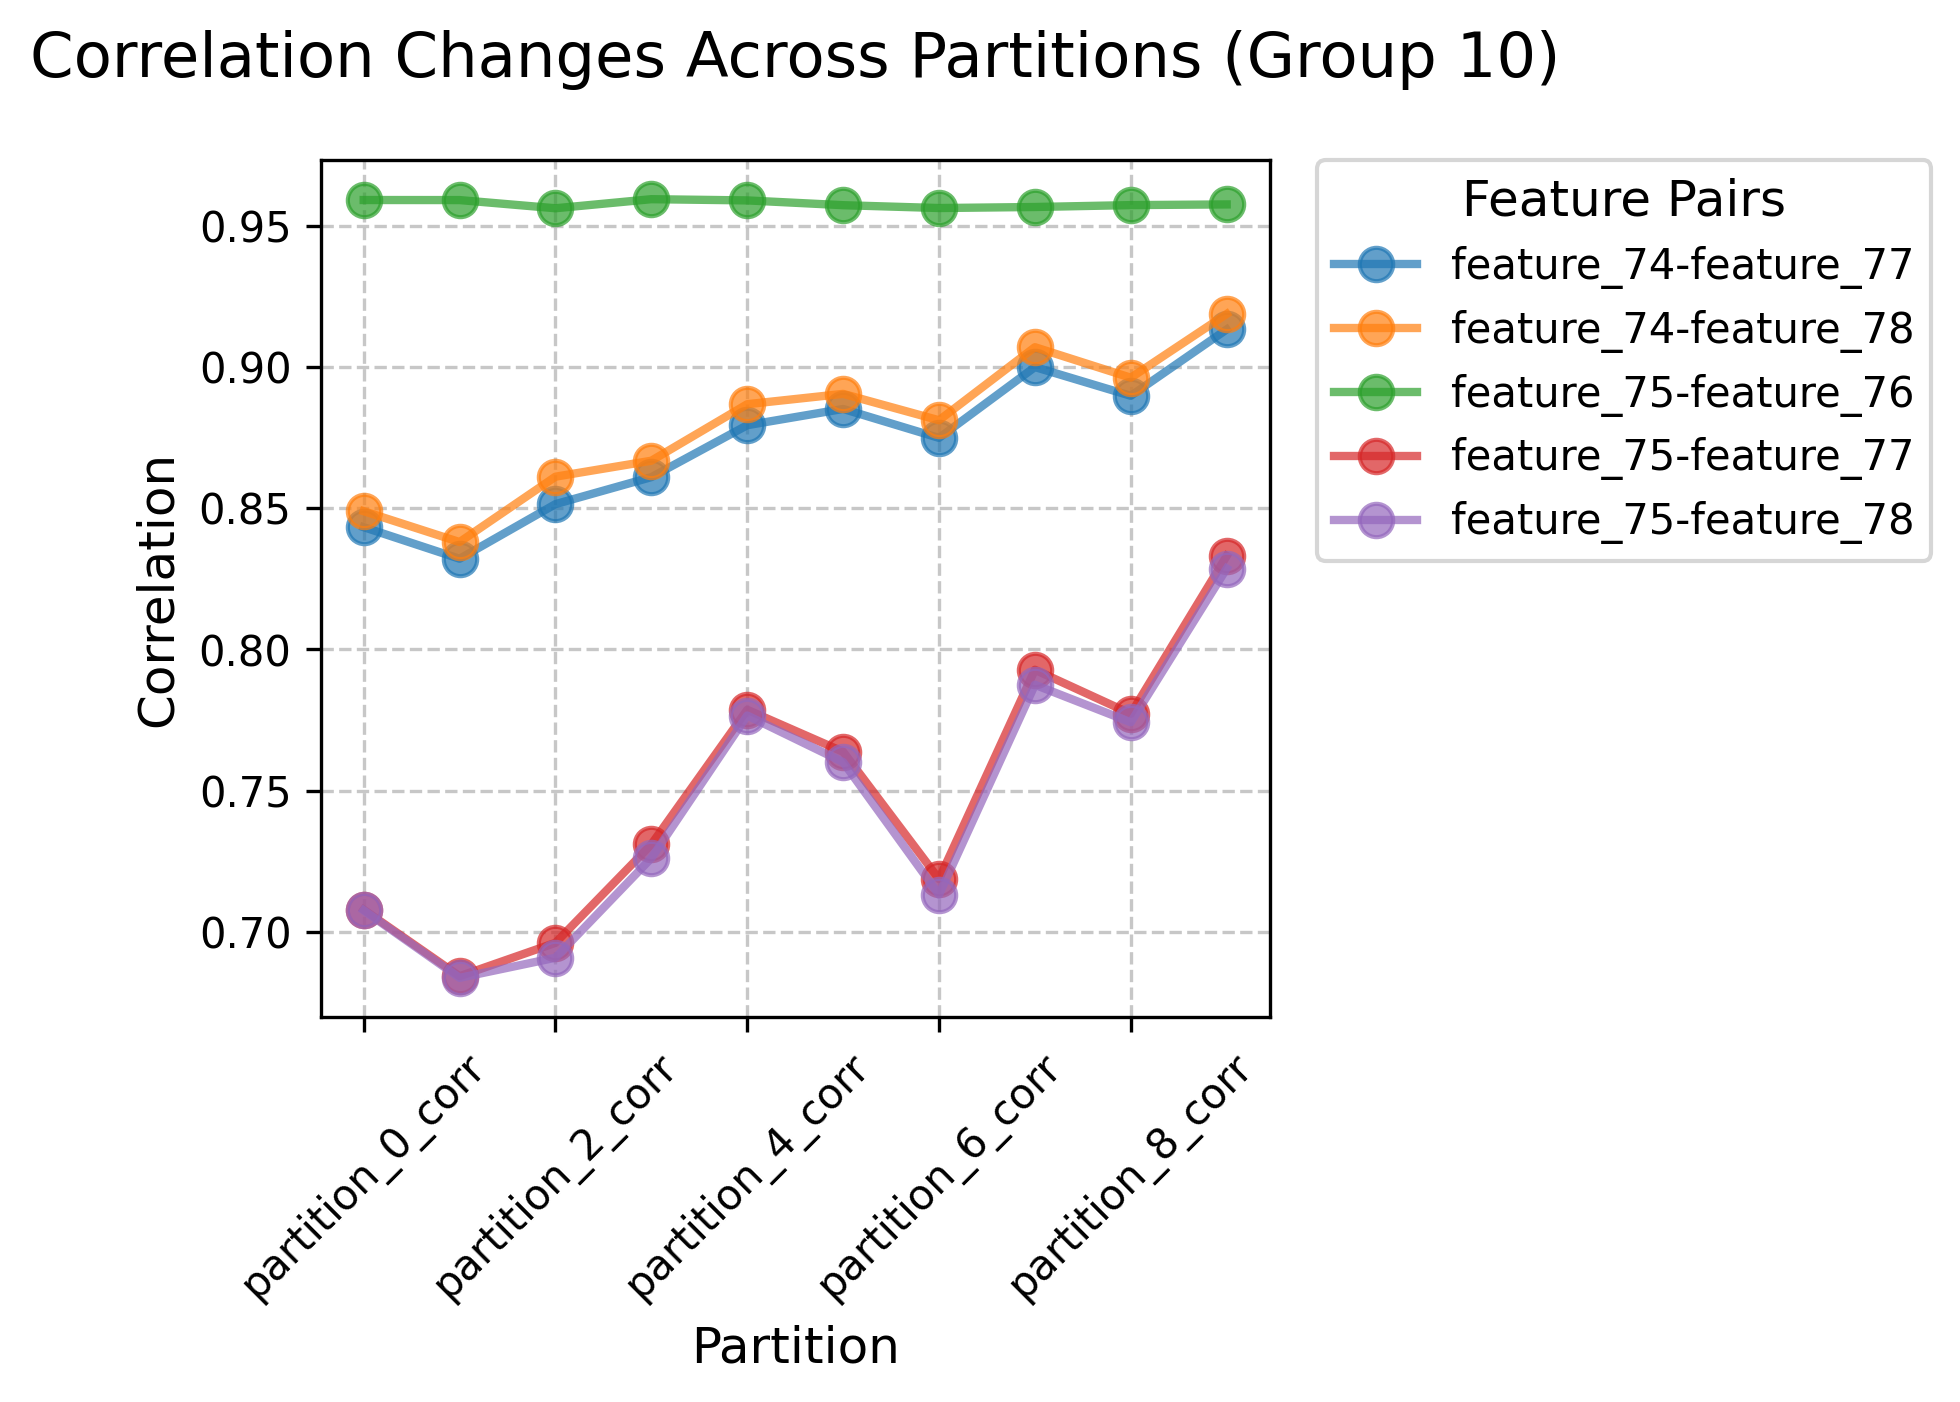 Correlation Changes Across Partitions (Group 10)
Correlation
0.95
0.90
0.85
0.80
0.75
0.70
partition_0_corr
partition_2_corr
partition_4_corr
partition_6_corr
partition_8_corr
Partition
Feature Pairs
feature_74-feature_77
feature_74-feature_78
feature_75-feature_76
feature_75-feature_77
feature_75-feature_78